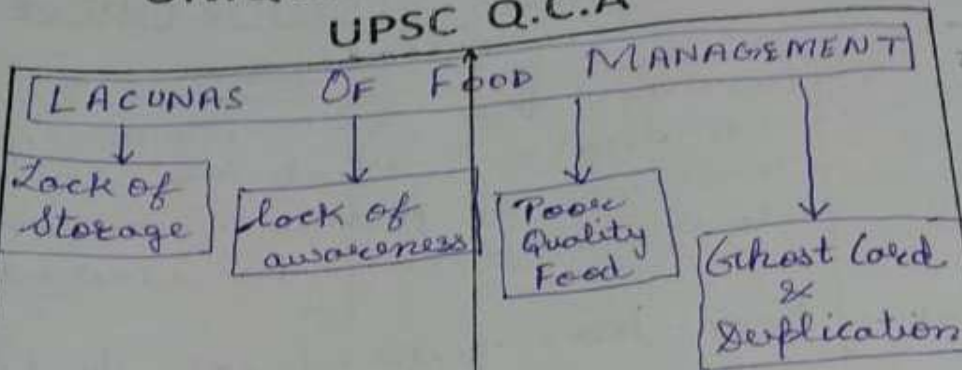 UPSC Q.C.A
LACUNAS OF FOOD MANAGEMENT
Lack of
Storage
lack of
awareness
Poor
Quality
Food
Ghost Card
&
Duplication